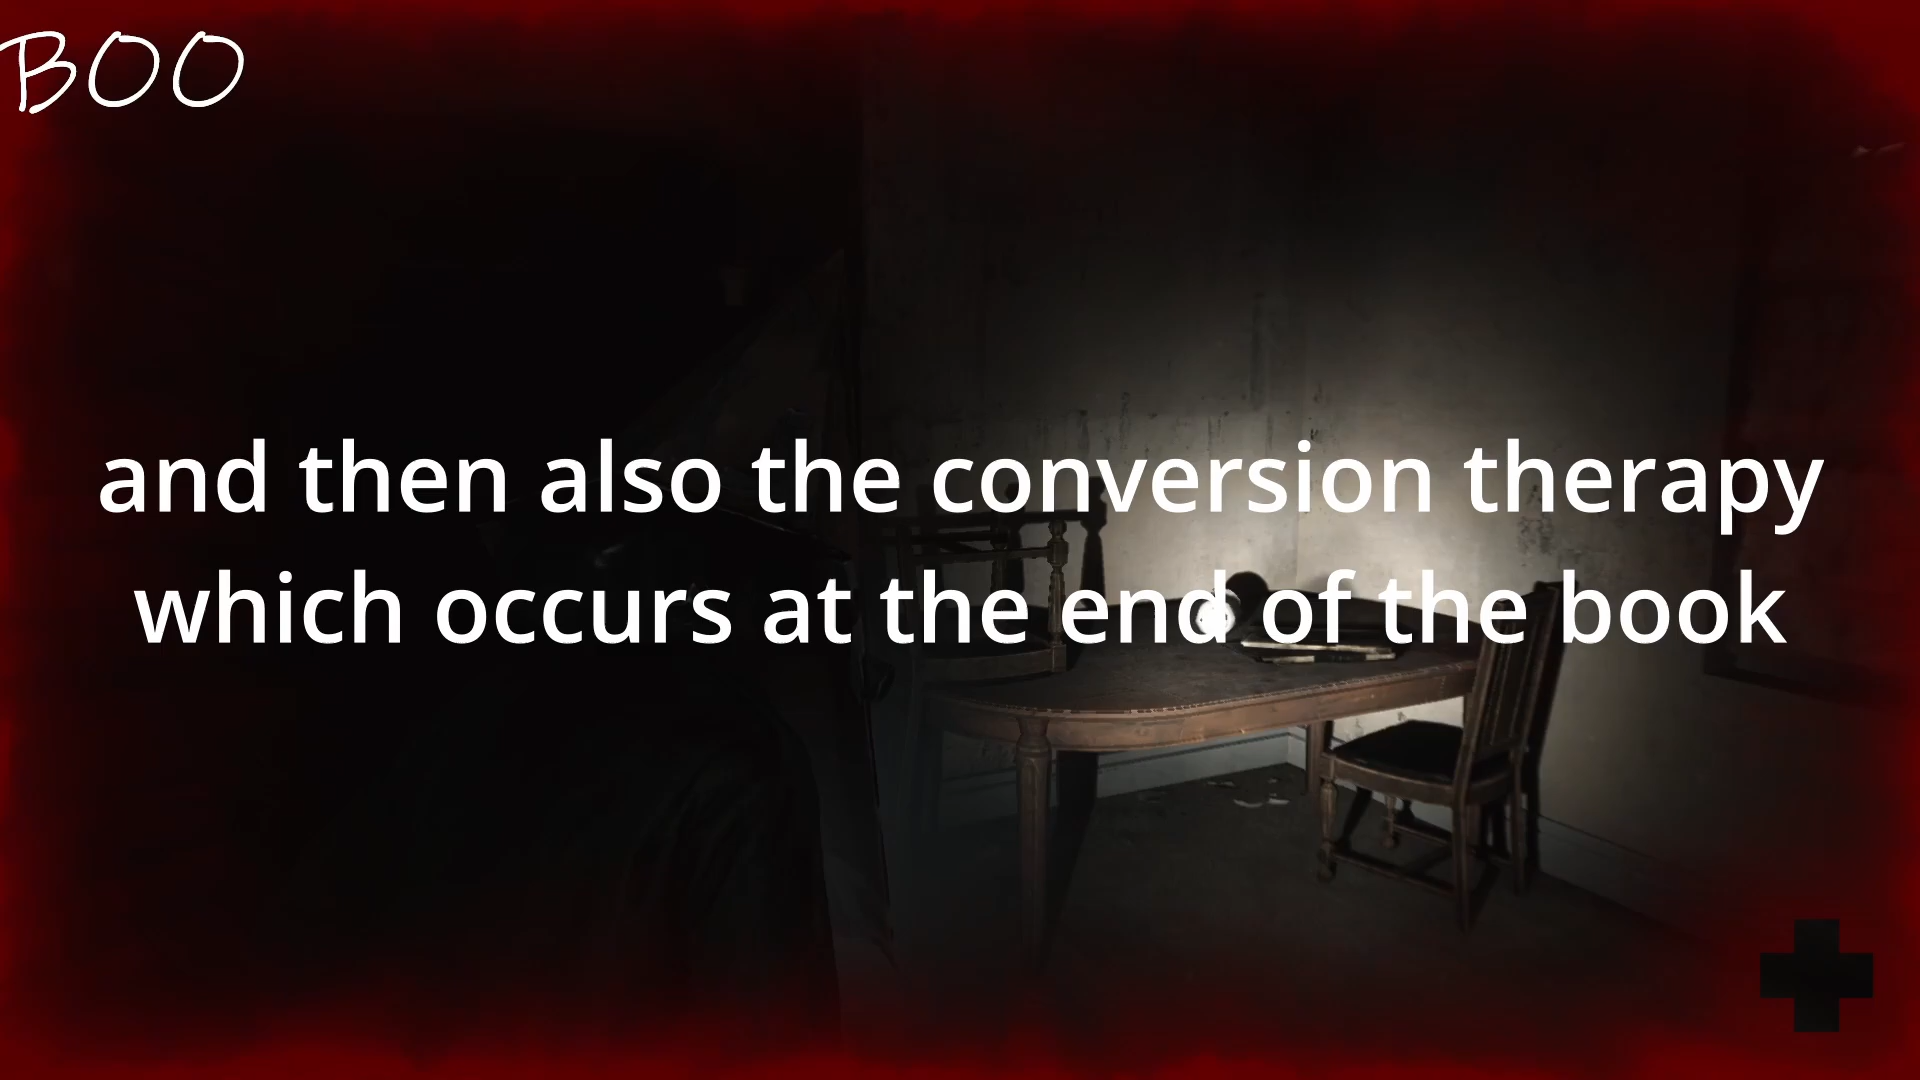 BOO
and then also the conversion therapy
which occurs at the end of the book